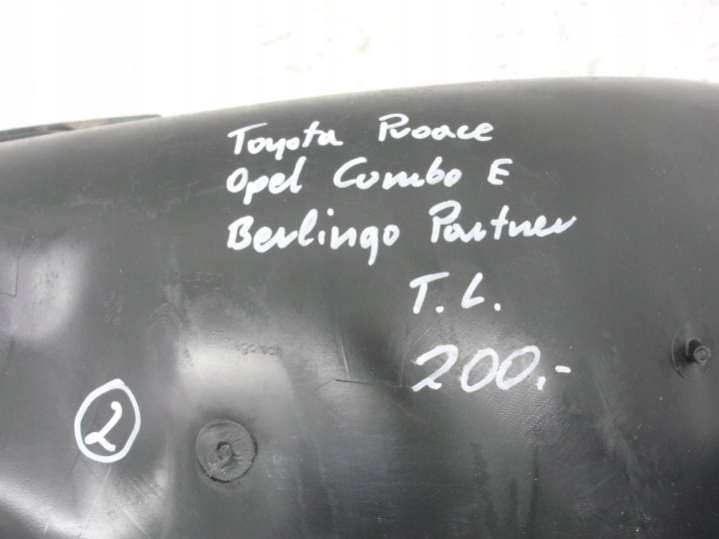 Toyota Proace
Opel Combo E
Berlingo Partner
T. L.
200.-
2